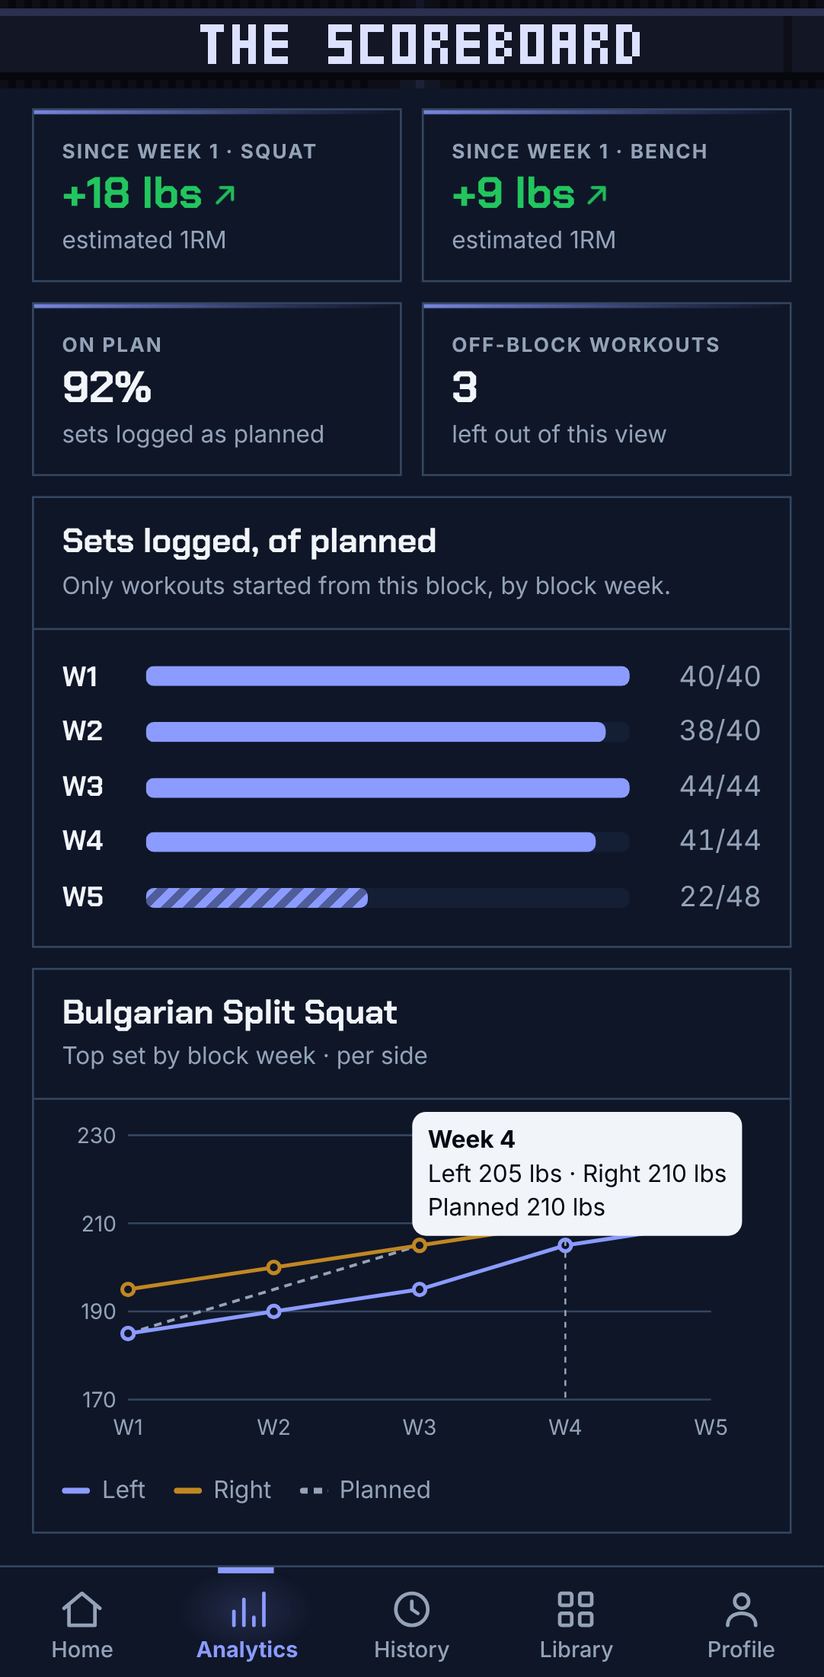 THE SCOREBOARD
SINCE WEEK 1 · SQUAT
+18 lbs ↗
estimated 1RM
SINCE WEEK 1 · BENCH
+9 lbs ↗
estimated 1RM
ON PLAN
92%
sets logged as planned
OFF-BLOCK WORKOUTS
3
left out of this view
Sets logged, of planned
Only workouts started from this block, by block week.
W1 40/40
W2 38/40
W3 44/44
W4 41/44
W5 22/48
Bulgarian Split Squat
Top set by block week · per side
Week 4
Left 205 lbs · Right 210 lbs
Planned 210 lbs
230
210
190
170
W1 W2 W3 W4 W5
Left Right Planned
Home Analytics History Library Profile